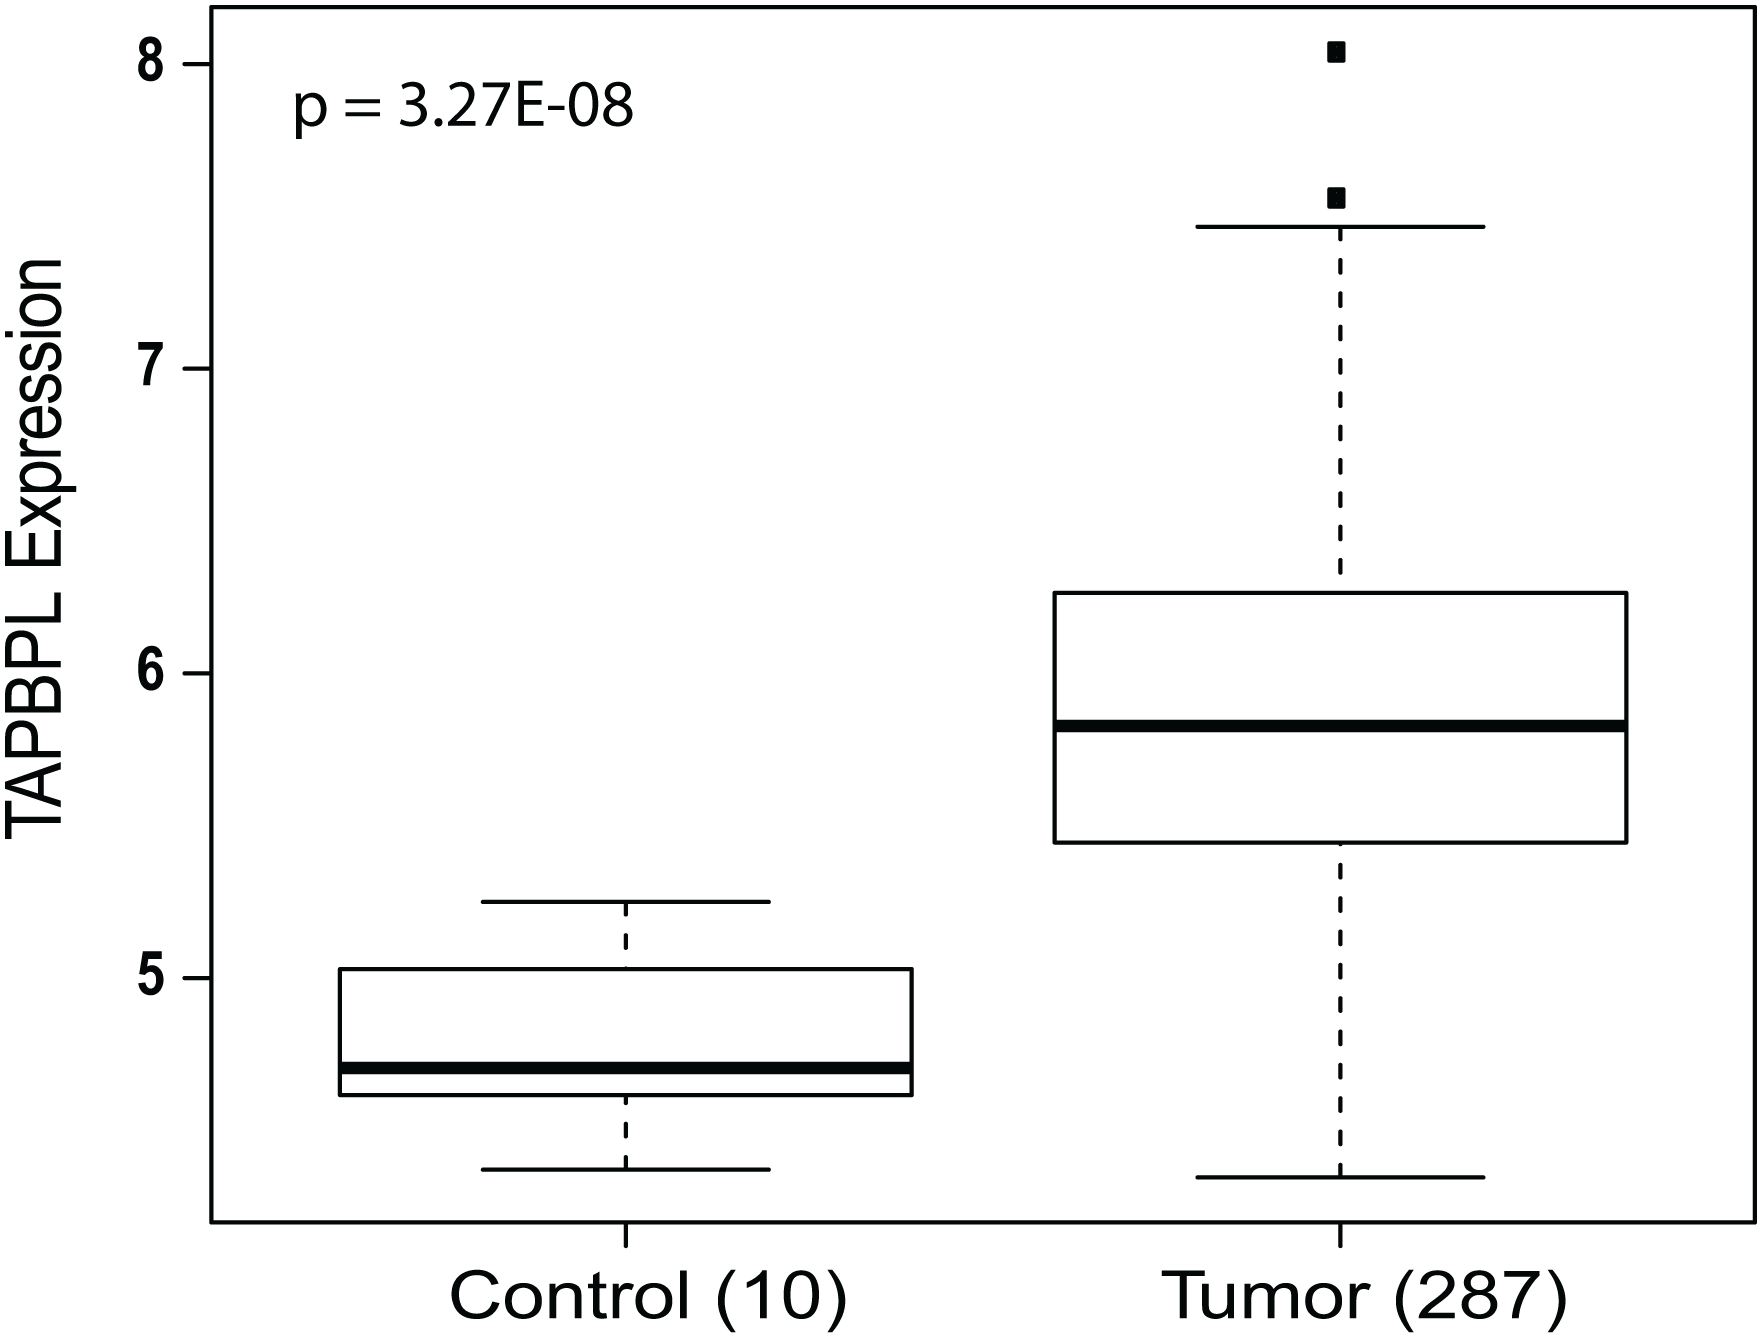 TAPBPL Expression
8
7
6
5
p = 3.27E-08
Control (10)
Tumor (287)